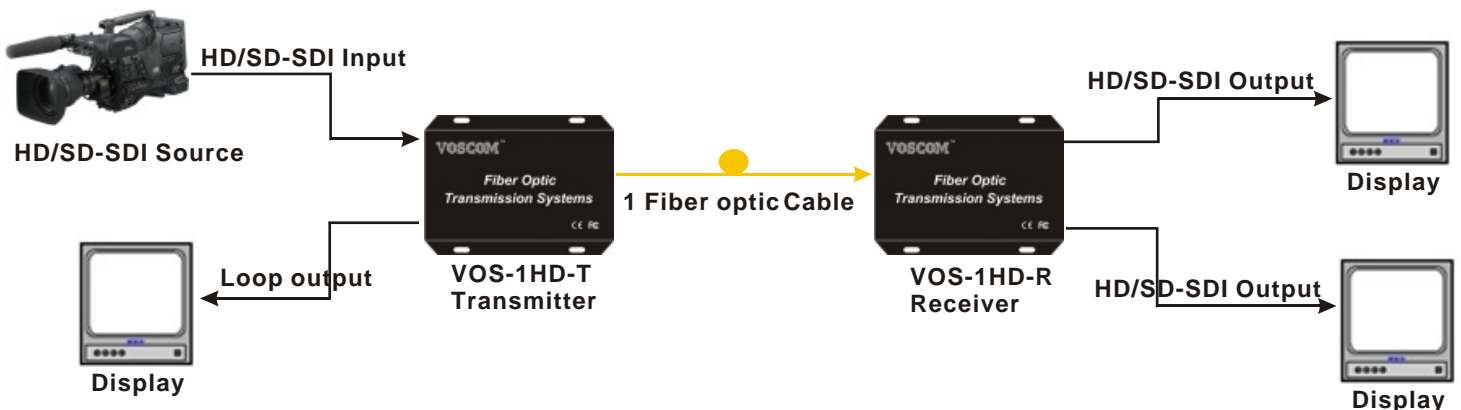 HD/SD-SDI Input
HD/SD-SDI Source
VOSCOM™
Fiber Optic
Transmission Systems
CE FC
VOS-1HD-T
Transmitter
Loop output
Display
1 Fiber optic Cable
VOSCOM™
Fiber Optic
Transmission Systems
CE FC
VOS-1HD-R
Receiver
HD/SD-SDI Output
Display
HD/SD-SDI Output
Display